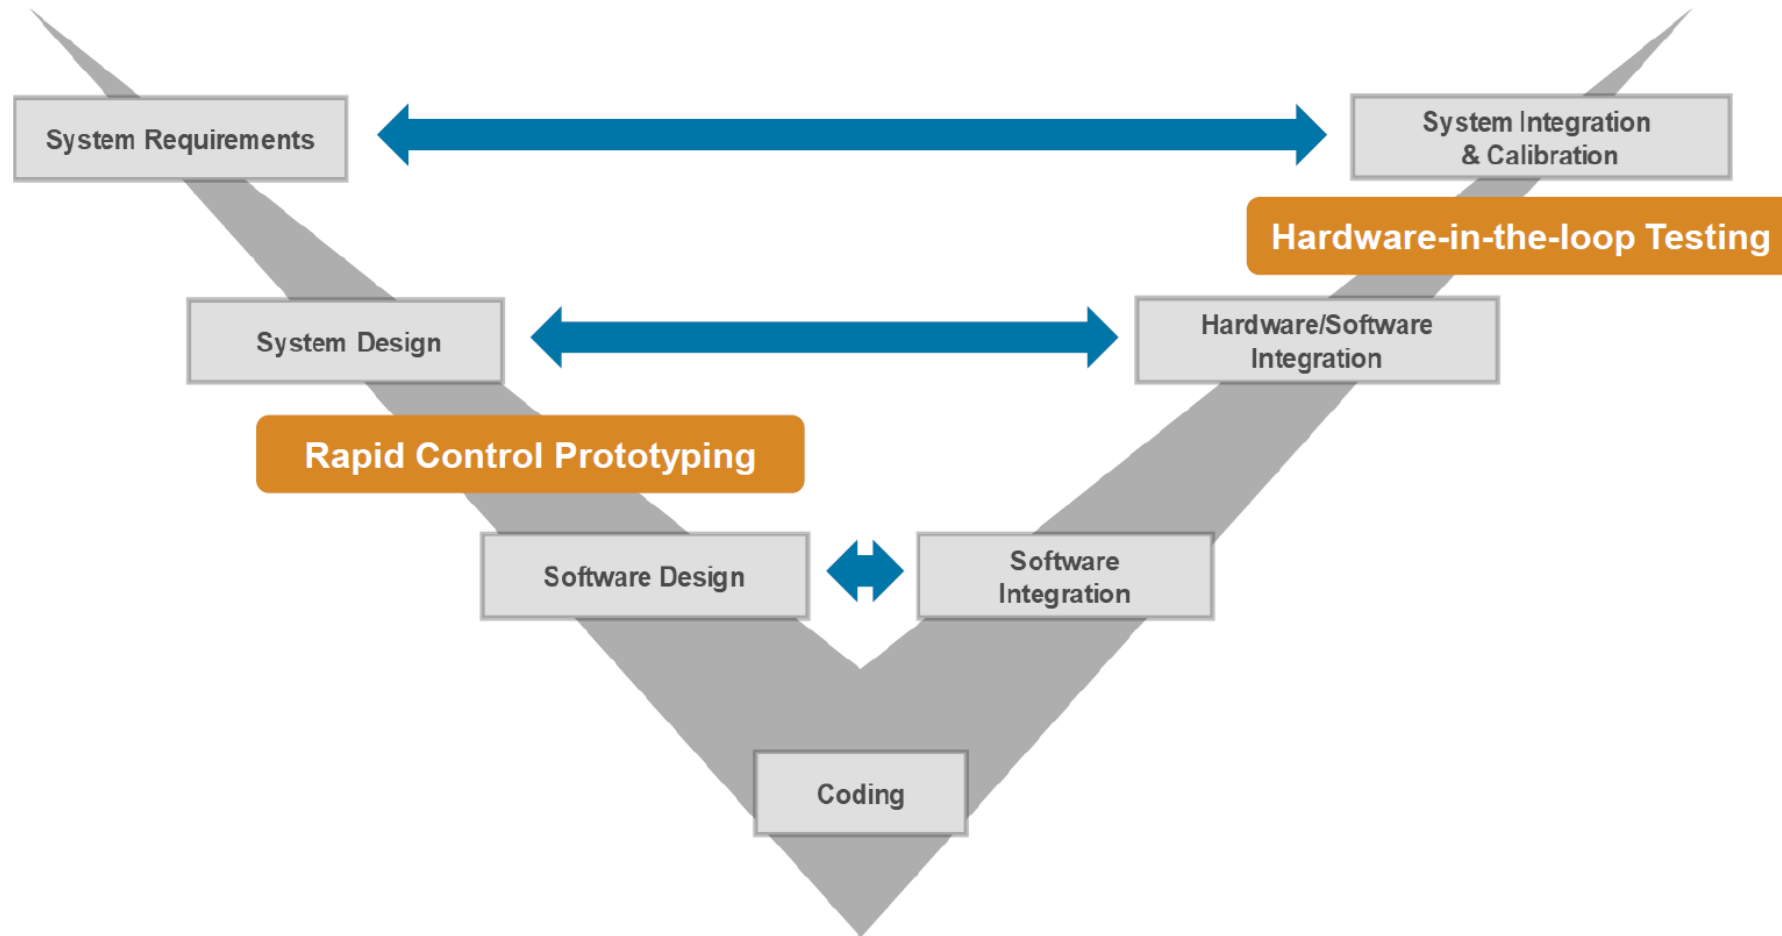 System Requirements
System Integration
& Calibration
Hardware-in-the-loop Testing
System Design
Hardware/Software
Integration
Rapid Control Prototyping
Software Design
Software
Integration
Coding